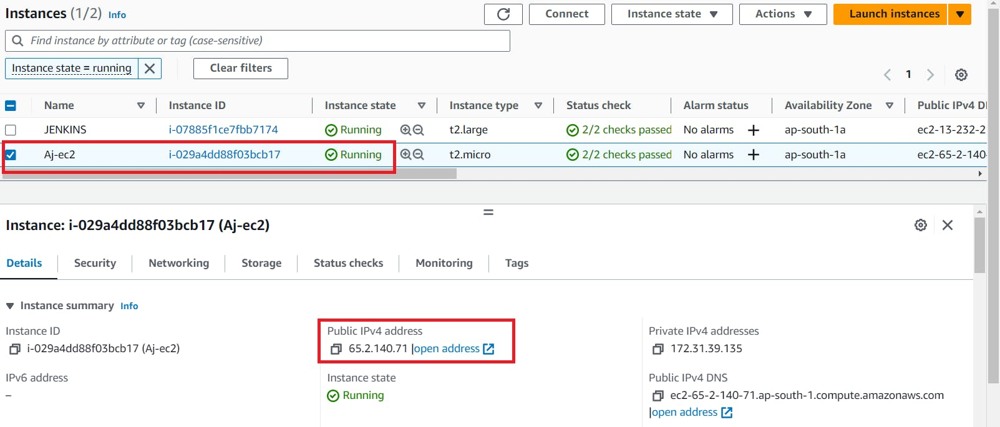 Instances (1/2) Info
Connect
Instance state
Actions
Launch instances
Find instance by attribute or tag (case-sensitive)
Instance state = running
Clear filters
1
Name Instance ID Instance state Instance type Status check Alarm status Availability Zone Public IPv4 D
JENKINS i-07885f1ce7fbb7174 Running t2.large 2/2 checks passed No alarms + ap-south-1a ec2-13-232-2
Aj-ec2 i-029a4dd88f03bcb17 Running t2.micro 2/2 checks passed No alarms + ap-south-1a ec2-65-2-140-
Instance: i-029a4dd88f03bcb17 (Aj-ec2)
Details Security Networking Storage Status checks Monitoring Tags
Instance summary Info
Instance ID
i-029a4dd88f03bcb17 (Aj-ec2)
Public IPv4 address
65.2.140.71 |open address
Private IPv4 addresses
172.31.39.135
IPv6 address
–
Instance state
Running
Public IPv4 DNS
ec2-65-2-140-71.ap-south-1.compute.amazonaws.com
|open address